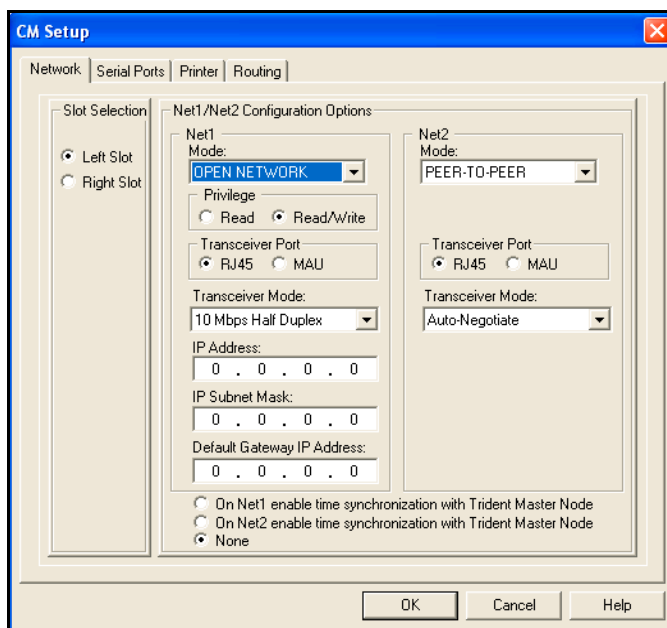 CM Setup
Network Serial Ports Printer Routing
Slot Selection
Left Slot
Right Slot
Net1/Net2 Configuration Options
Net1
Mode:
OPEN NETWORK
Privilege
Read Read/Write
Transceiver Port
RJ45 MAU
Transceiver Mode:
10 Mbps Half Duplex
IP Address:
0 . 0 . 0 . 0
IP Subnet Mask:
0 . 0 . 0 . 0
Default Gateway IP Address:
0 . 0 . 0 . 0
Net2
Mode:
PEER-TO-PEER
Transceiver Port
RJ45 MAU
Transceiver Mode:
Auto-Negotiate
On Net1 enable time synchronization with Trident Master Node
On Net2 enable time synchronization with Trident Master Node
None
OK Cancel Help